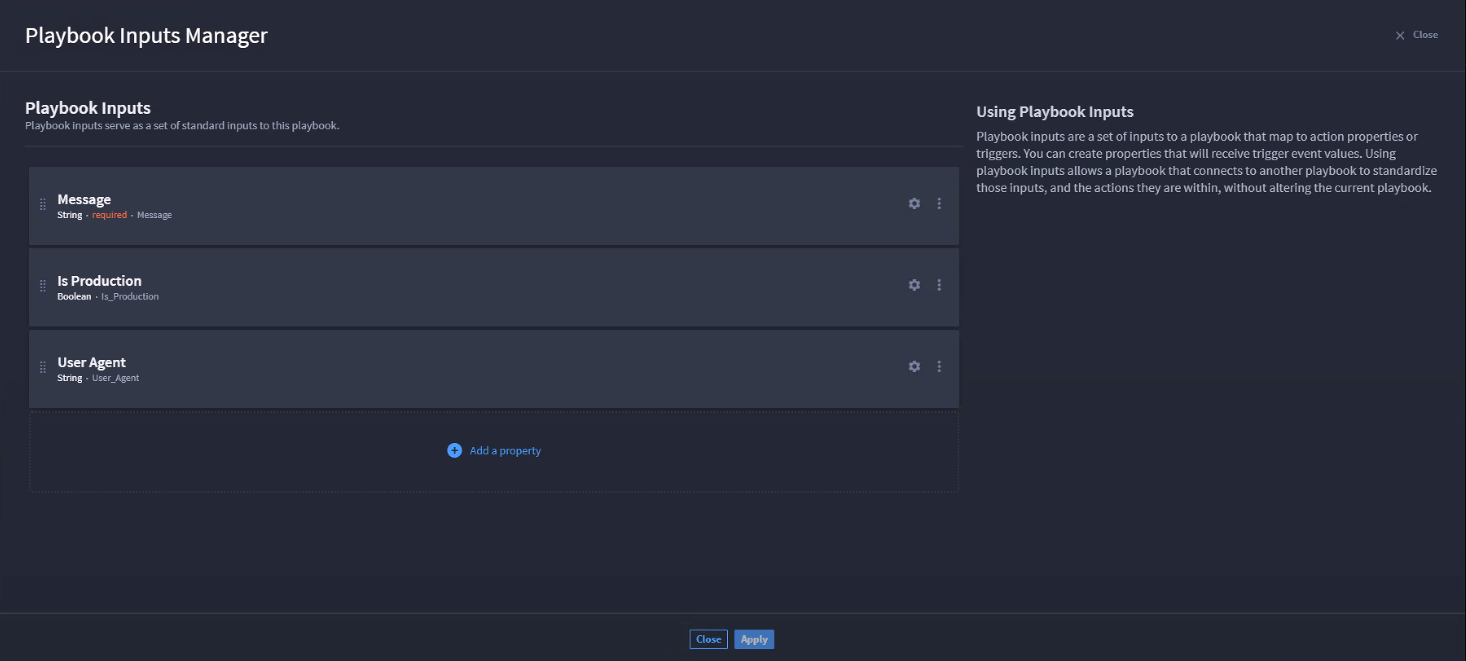 Playbook Inputs Manager
Close
Playbook Inputs
Playbook inputs serve as a set of standard inputs to this playbook.
Message
String - required - Message
Is Production
Boolean - Is_Production
User Agent
String - User_Agent
Add a property
Using Playbook Inputs
Playbook inputs are a set of inputs to a playbook that map to action properties or
triggers. You can create properties that will receive trigger event values. Using
playbook inputs allows a playbook that connects to another playbook to standardize
those inputs, and the actions they are within, without altering the current playbook.
Close
Apply